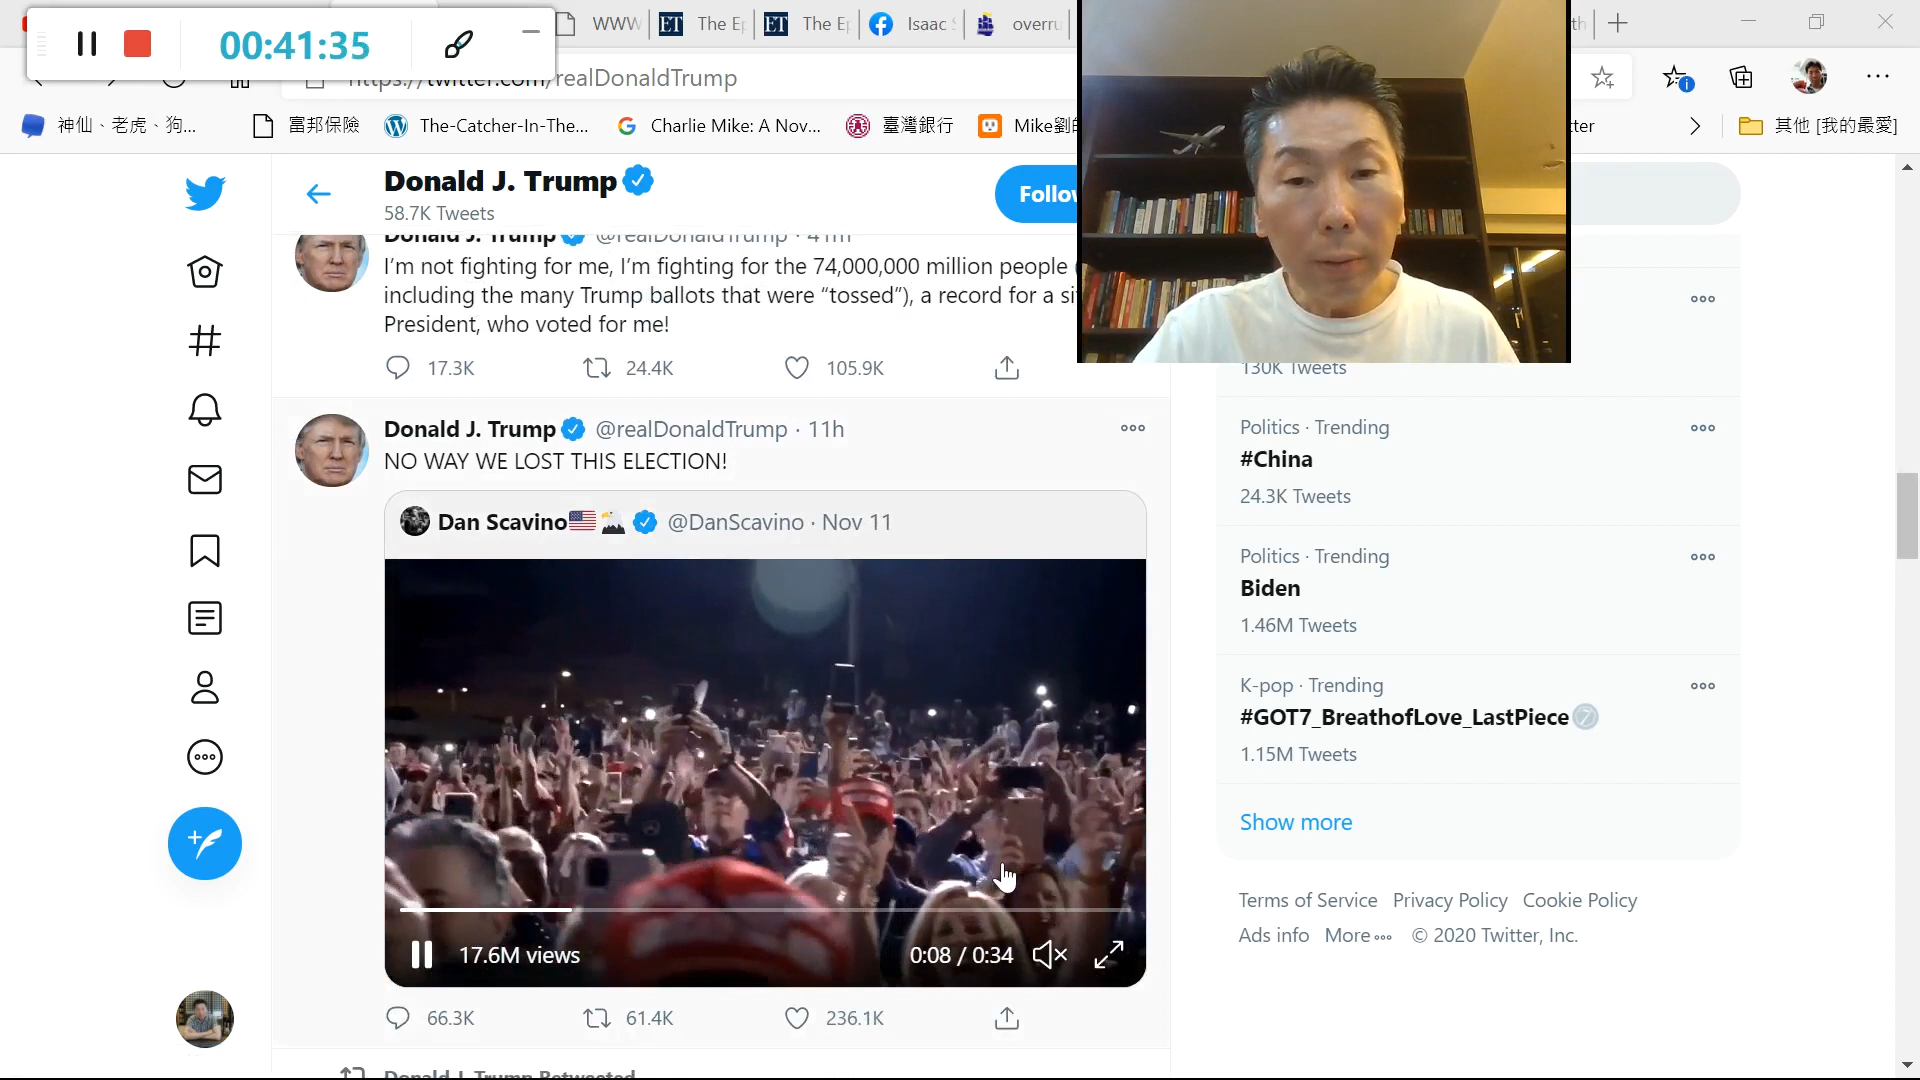 00:41:35
WWW
ET The Ep
ET The Ep
Isaac S
overru
https://twitter.com/realDonaldTrump
神仙、老虎、狗...
富邦保險
The-Catcher-In-The...
Charlie Mike: A Nov...
臺灣銀行
Mike劉的
tter
其他 [我的最愛]
Donald J. Trump
58.7K Tweets
Follow
Donald J. Trump @realDonaldTrump · 41m
I'm not fighting for me, I'm fighting for the 74,000,000 million people (
including the many Trump ballots that were “tossed”), a record for a si
President, who voted for me!
17.3K 24.4K 105.9K
Donald J. Trump @realDonaldTrump · 11h
NO WAY WE LOST THIS ELECTION!
Dan Scavino @DanScavino · Nov 11
17.6M views
0:08 / 0:34
66.3K 61.4K 236.1K
Donald J. Trump Retweeted
130K Tweets
Politics · Trending
#China
24.3K Tweets
Politics · Trending
Biden
1.46M Tweets
K-pop · Trending
#GOT7_BreathofLove_LastPiece
1.15M Tweets
Show more
Terms of Service Privacy Policy Cookie Policy
Ads info More © 2020 Twitter, Inc.